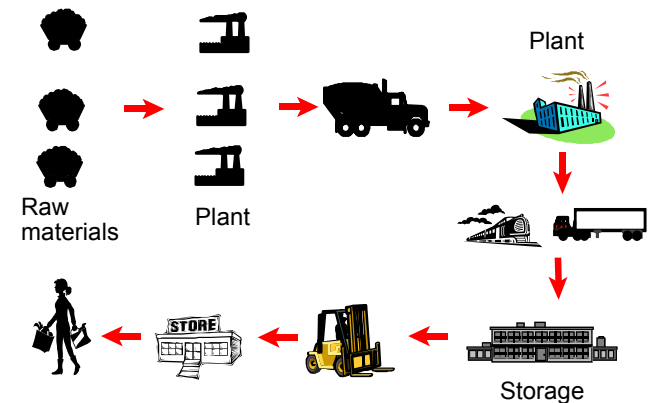 Plant
Raw
materials
Plant
STORE
Storage